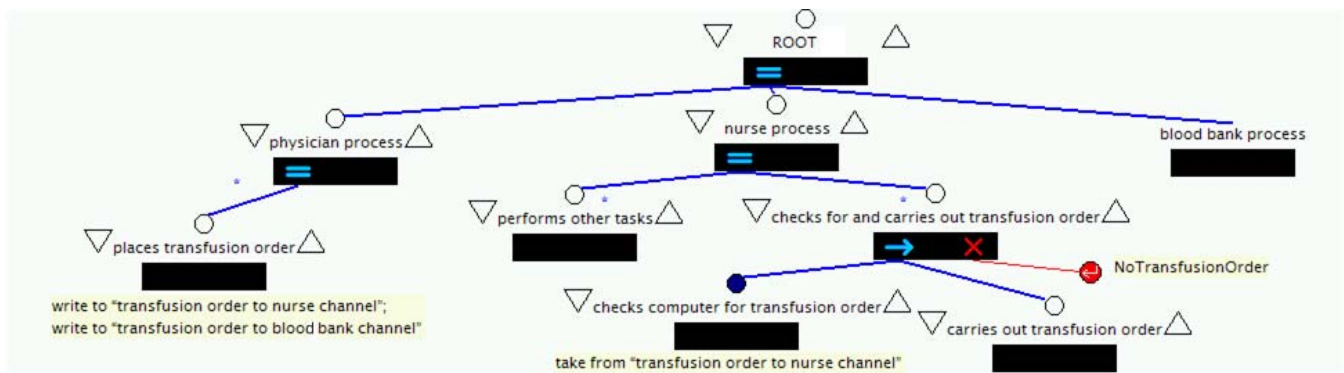 ROOT
physician process
nurse process
blood bank process
*
*
*
places transfusion order
performs other tasks
checks for and carries out transfusion order
write to “transfusion order to nurse channel”;
write to “transfusion order to blood bank channel”
NoTransfusionOrder
checks computer for transfusion order
carries out transfusion order
take from “transfusion order to nurse channel”